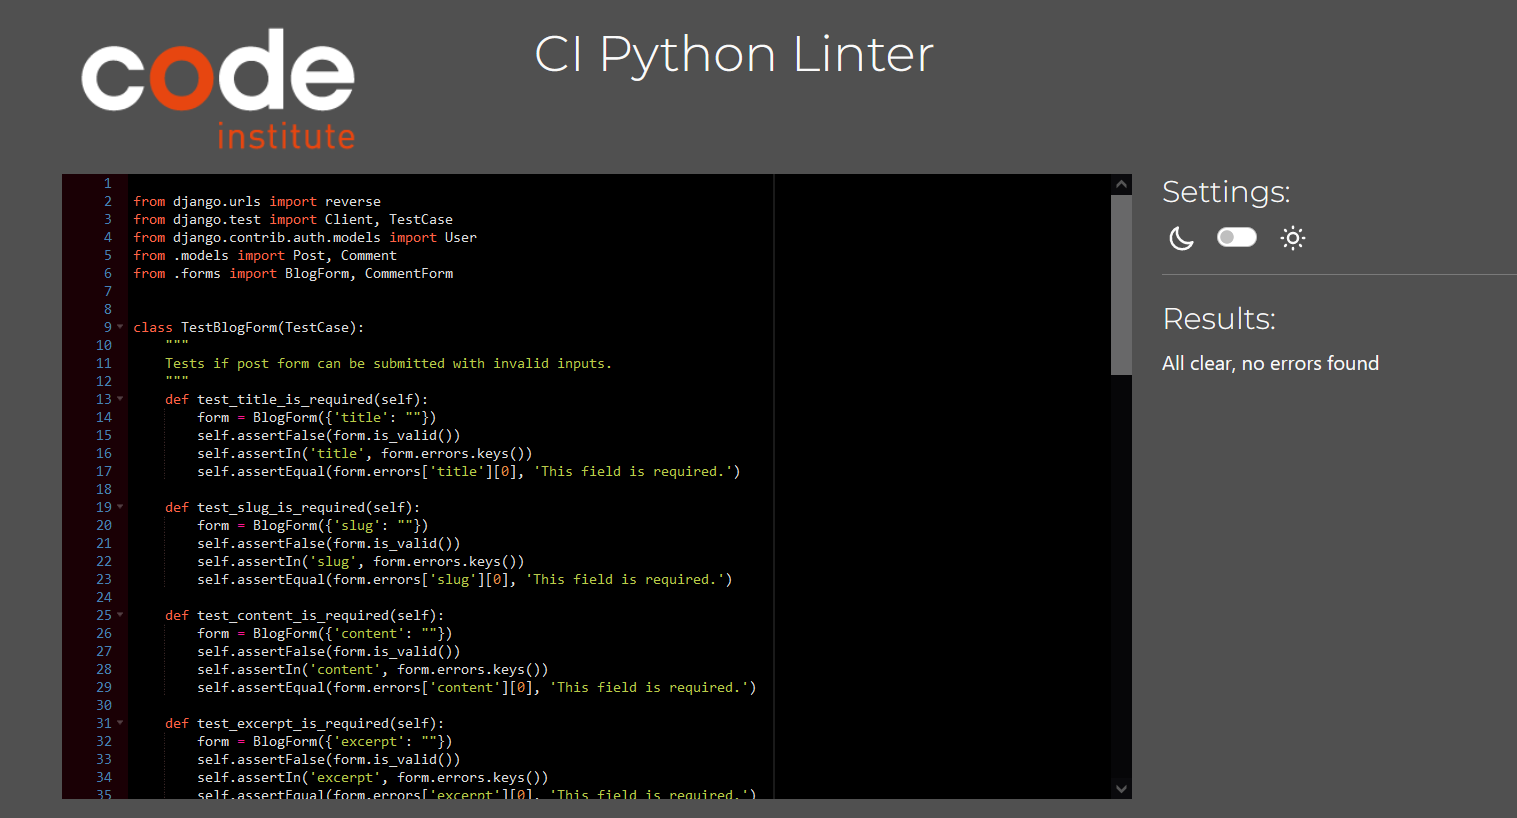 code
institute
CI Python Linter
1
2 from django.urls import reverse
3 from django.test import Client, TestCase
4 from django.contrib.auth.models import User
5 from .models import Post, Comment
6 from .forms import BlogForm, CommentForm
7
8
9 class TestBlogForm(TestCase):
10     """
11     Tests if post form can be submitted with invalid inputs.
12     """
13     def test_title_is_required(self):
14         form = BlogForm({'title': ""})
15         self.assertFalse(form.is_valid())
16         self.assertIn('title', form.errors.keys())
17         self.assertEqual(form.errors['title'][0], 'This field is required.')
18
19     def test_slug_is_required(self):
20         form = BlogForm({'slug': ""})
21         self.assertFalse(form.is_valid())
22         self.assertIn('slug', form.errors.keys())
23         self.assertEqual(form.errors['slug'][0], 'This field is required.')
24
25     def test_content_is_required(self):
26         form = BlogForm({'content': ""})
27         self.assertFalse(form.is_valid())
28         self.assertIn('content', form.errors.keys())
29         self.assertEqual(form.errors['content'][0], 'This field is required.')
30
31     def test_excerpt_is_required(self):
32         form = BlogForm({'excerpt': ""})
33         self.assertFalse(form.is_valid())
34         self.assertIn('excerpt', form.errors.keys())
35         self.assertEqual(form.errors['excerpt'][0], 'This field is required.')
Settings:
Results:
All clear, no errors found